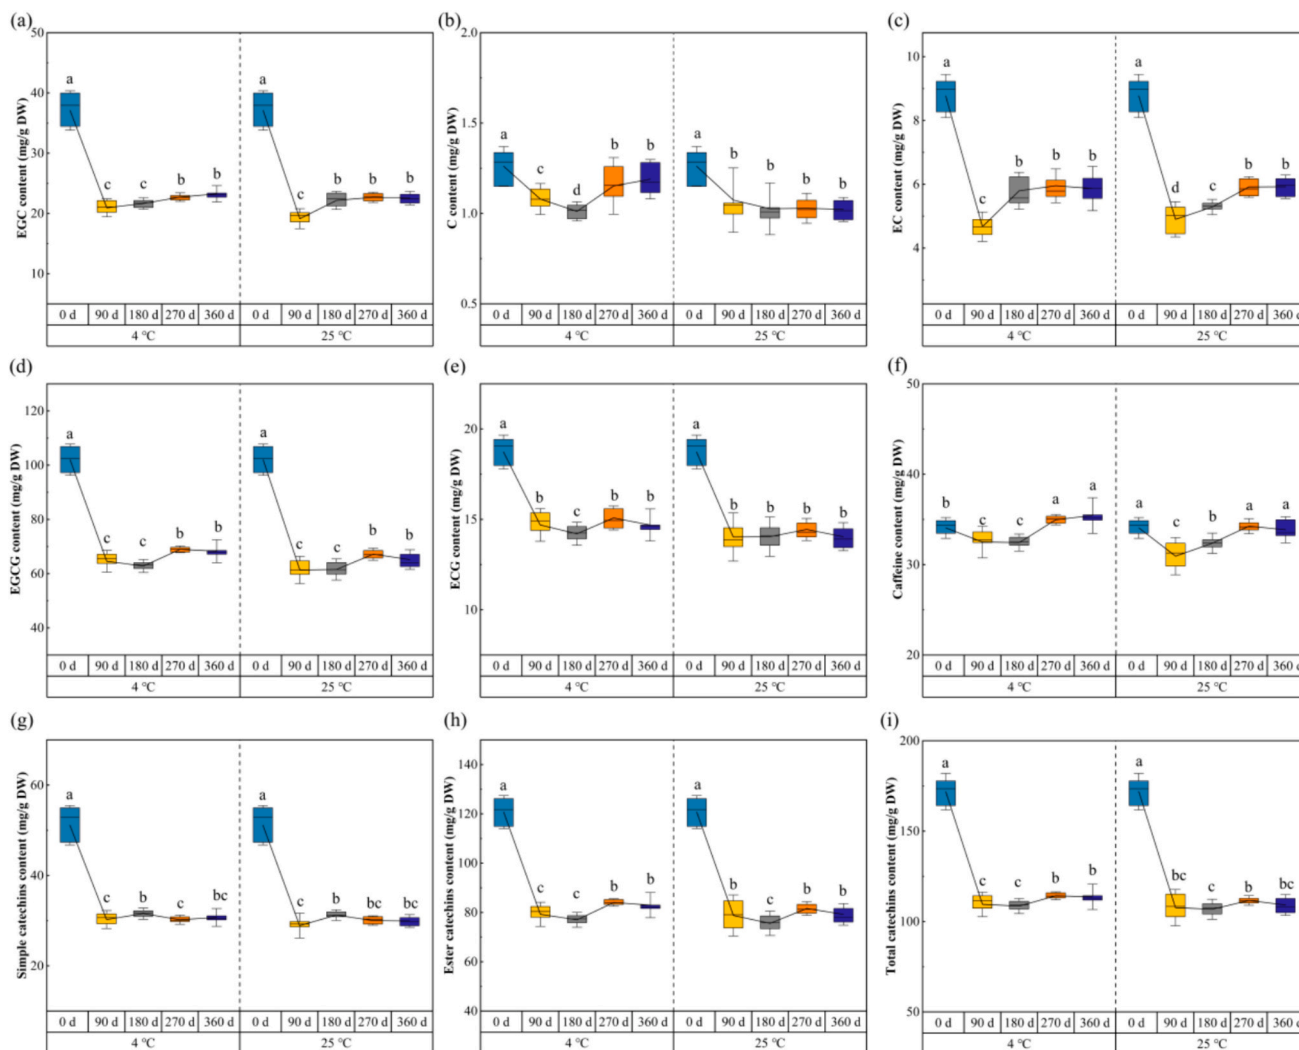 (a)
EGC content (mg/g DW)
50
40
30
20
10
a
c
c
b
b
a
c
b
b
b
0 d 90 d 180 d 270 d 360 d 0 d 90 d 180 d 270 d 360 d
4 °C 25 °C
(b)
C content (mg/g DW)
2.0
1.5
1.0
0.5
a
c
d
b
b
a
b
b
b
b
0 d 90 d 180 d 270 d 360 d 0 d 90 d 180 d 270 d 360 d
4 °C 25 °C
(c)
EC content (mg/g DW)
10
8
6
4
a
c
b
b
b
a
d
c
b
b
0 d 90 d 180 d 270 d 360 d 0 d 90 d 180 d 270 d 360 d
4 °C 25 °C
(d)
EGCG content (mg/g DW)
120
100
80
60
40
a
c
c
b
b
a
c
c
b
b
0 d 90 d 180 d 270 d 360 d 0 d 90 d 180 d 270 d 360 d
4 °C 25 °C
(e)
ECG content (mg/g DW)
20
15
10
a
b
c
b
b
a
b
b
b
b
0 d 90 d 180 d 270 d 360 d 0 d 90 d 180 d 270 d 360 d
4 °C 25 °C
(f)
Caffeine content (mg/g DW)
50
40
30
20
b
c
c
a
a
a
c
b
a
a
0 d 90 d 180 d 270 d 360 d 0 d 90 d 180 d 270 d 360 d
4 °C 25 °C
(g)
Simple catechins content (mg/g DW)
60
40
20
a
c
b
c
bc
a
c
b
bc
bc
0 d 90 d 180 d 270 d 360 d 0 d 90 d 180 d 270 d 360 d
4 °C 25 °C
(h)
Ester catechins content (mg/g DW)
140
120
100
80
60
40
a
c
c
b
b
a
bc
c
b
bc
0 d 90 d 180 d 270 d 360 d 0 d 90 d 180 d 270 d 360 d
4 °C 25 °C
(i)
Total catechins content (mg/g DW)
200
150
100
50
a
c
c
b
b
a
bc
c
b
bc
0 d 90 d 180 d 270 d 360 d 0 d 90 d 180 d 270 d 360 d
4 °C 25 °C